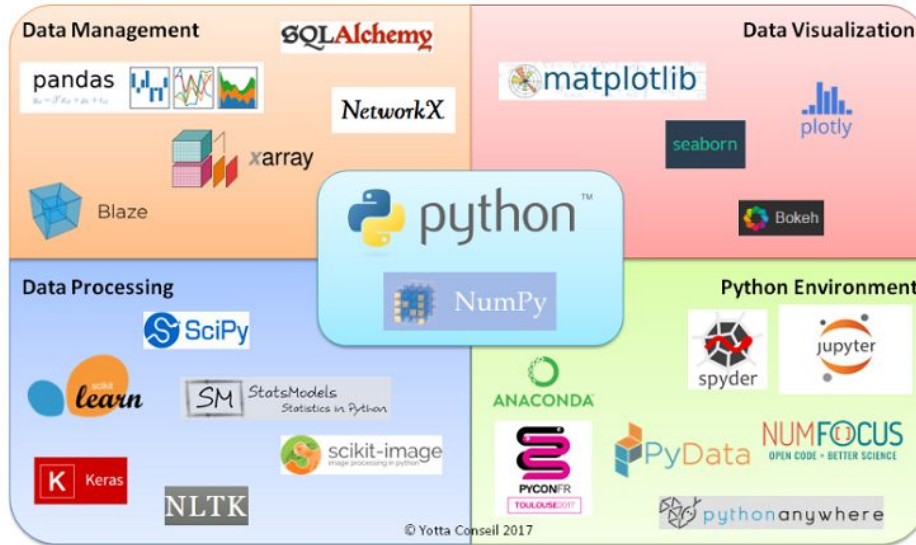 Data Management
SQLAlchemy
pandas
NetworkX
xarray
Blaze
Data Visualization
matplotlib
plotly
seaborn
Bokeh
python™
NumPy
Data Processing
SciPy
scikit
learn
SM
StatsModels
Statistics in Python
scikit-image
image processing in python
K Keras
NLTK
Python Environment
spyder
jupyter
ANACONDA
PYCONFR
TOULOUSE2017
PyData
NUMFOCUS
OPEN CODE = BETTER SCIENCE
pythonanywhere
© Yotta Conseil 2017